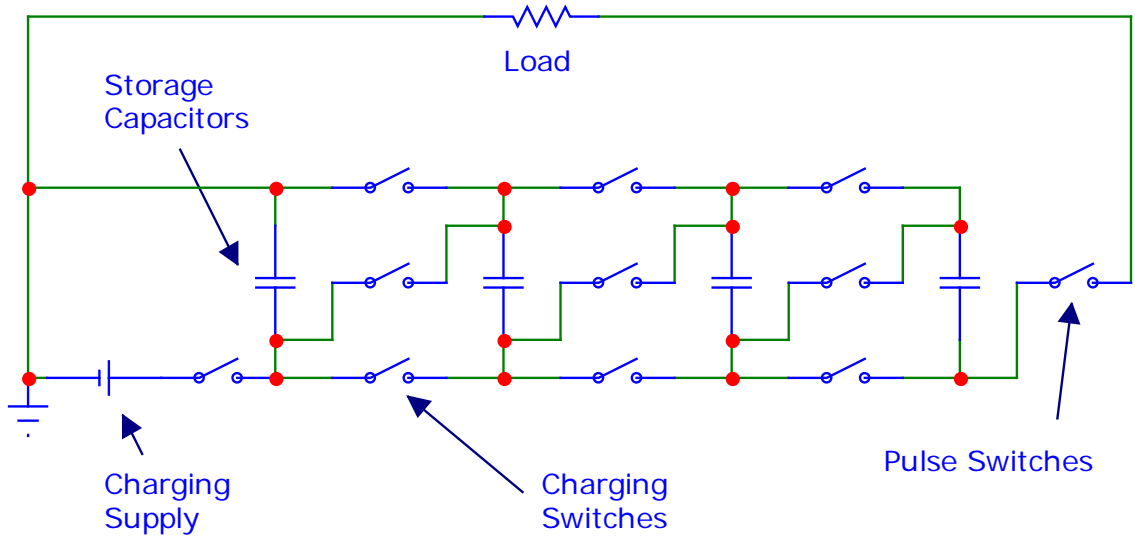 Load
Storage
Capacitors
Pulse Switches
Charging
Supply
Charging
Switches